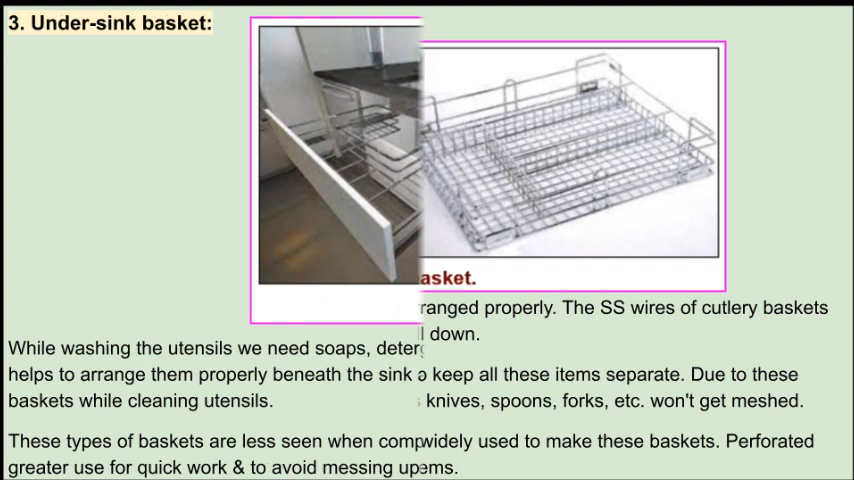 3. Under-sink basket:
asket.
ranged properly. The SS wires of cutlery baskets
down.
While washing the utensils we need soaps, deter
helps to arrange them properly beneath the sink
keep all these items separate. Due to these
baskets while cleaning utensils.
knives, spoons, forks, etc. won't get meshed.
These types of baskets are less seen when comp
widely used to make these baskets. Perforated
greater use for quick work & to avoid messing up
ems.